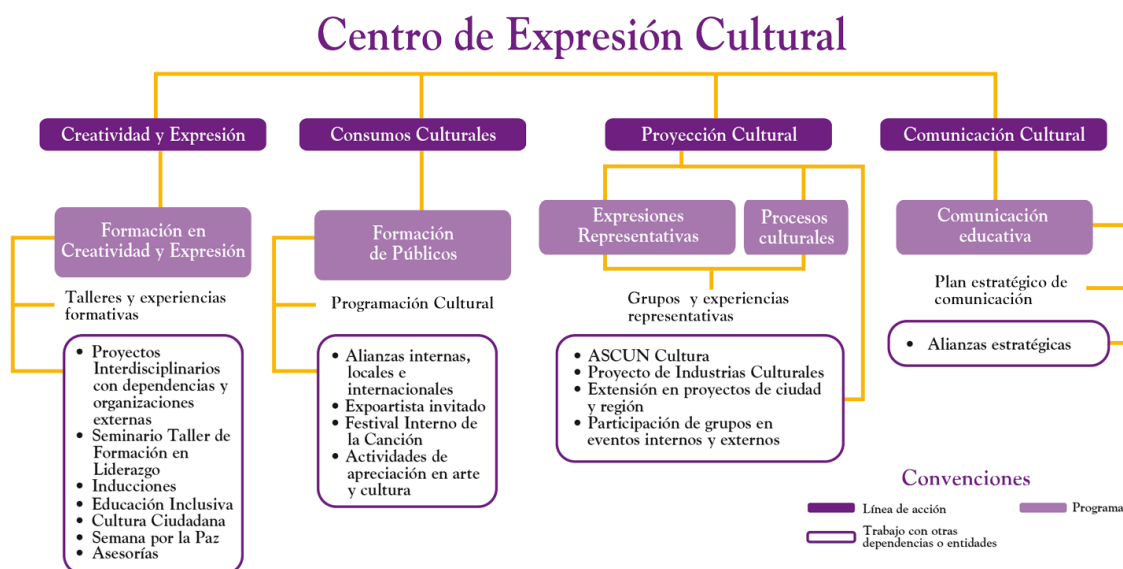 Centro de Expresión Cultural
Creatividad y Expresión
Consumos Culturales
Proyección Cultural
Comunicación Cultural
Formación en
Creatividad y Expresión
Talleres y experiencias
formativas
• Proyectos
Interdisciplinarios
con dependencias y
organizaciones
externas
• Seminario Taller de
Formación en
Liderazgo
• Inducciones
• Educación Inclusiva
• Cultura Ciudadana
• Semana por la Paz
• Asesorías
Formación
de Públicos
Programación Cultural
• Alianzas internas,
locales e
internacionales
• Expoartista invitado
• Festival Interno de
la Canción
• Actividades de
apreciación en arte
y cultura
Expresiones
Representativas
Procesos
culturales
Grupos y experiencias
representativas
• ASCUN Cultura
• Proyecto de Industrias Culturales
• Extensión en proyectos de ciudad
y región
• Participación de grupos en
eventos internos y externos
Comunicación
educativa
Plan estratégico de
comunicación
• Alianzas estratégicas
Convenciones
Línea de acción
Programa
Trabajo con otras
dependencias o entidades